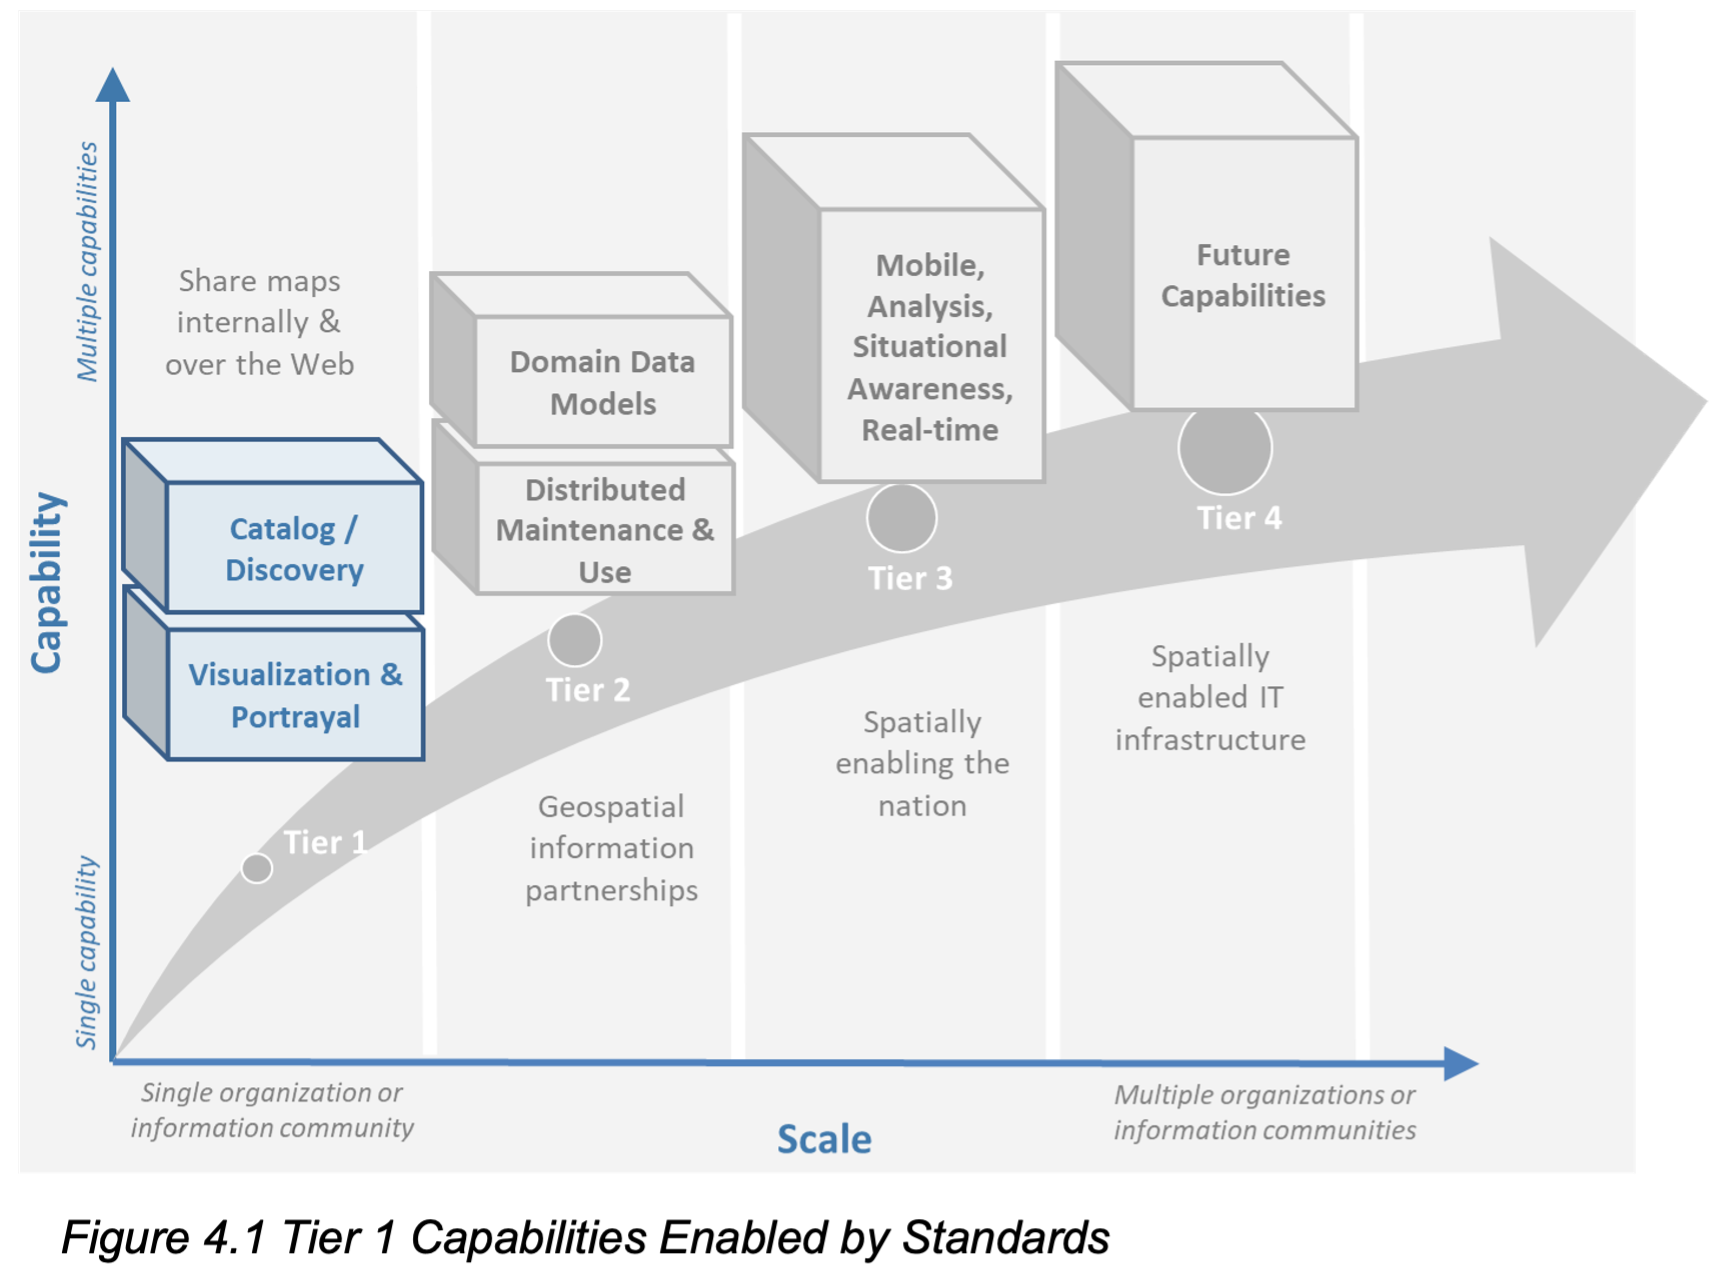 Capability
Multiple capabilities
Single capability
Share maps
internally &
over the Web
Catalog /
Discovery
Visualization &
Portrayal
Tier 1
Domain Data
Models
Distributed
Maintenance &
Use
Tier 2
Geospatial
information
partnerships
Mobile,
Analysis,
Situational
Awareness,
Real-time
Tier 3
Spatially
enabling the
nation
Future
Capabilities
Tier 4
Spatially
enabled IT
infrastructure
Single organization or
information community
Scale
Multiple organizations or
information communities
Figure 4.1 Tier 1 Capabilities Enabled by Standards